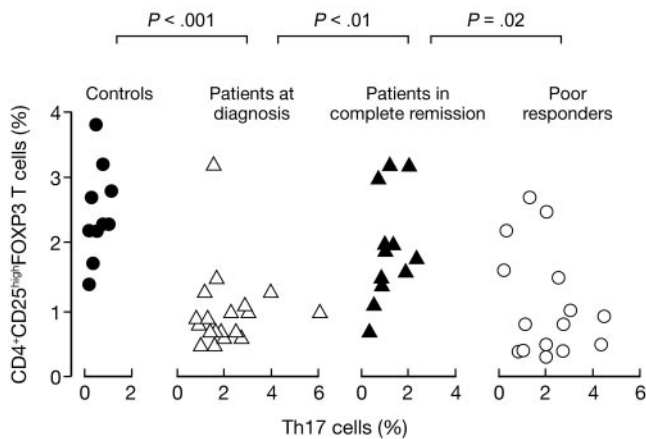 P < .001 P < .01 P = .02
Controls Patients at diagnosis Patients in complete remission Poor responders
CD4+CD25highFOXP3 T cells (%)
4
3
2
1
0
0 2 0 2 4 6 0 2 4 0 2 4 6
Th17 cells (%)